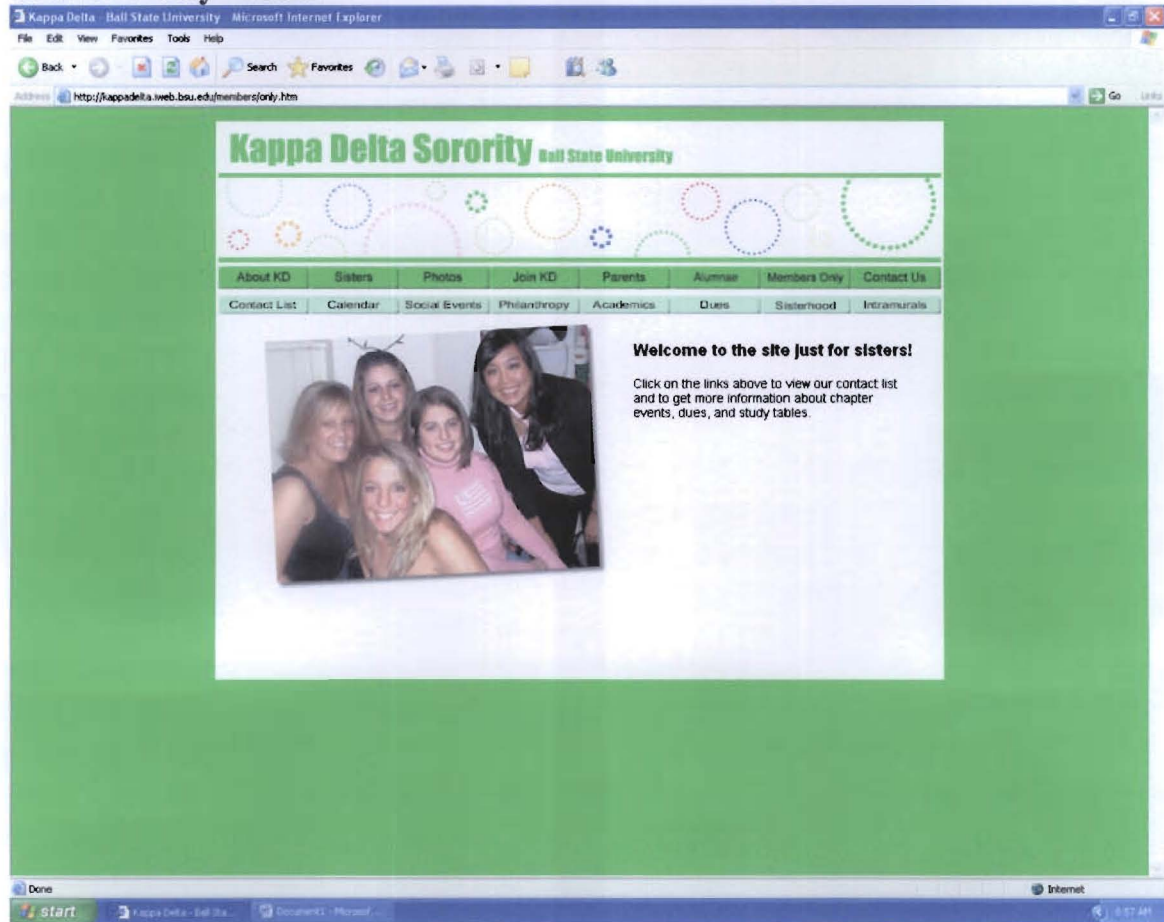 Kappa Delta - Ball State University - Microsoft Internet Explorer
File Edit View Favorites Tools Help
Back Search Favorites
Address http://kappadelta.iweb.bsu.edu/members/only.htm Go Links
Kappa Delta Sorority Ball State University
About KD Sisters Photos Join KD Parents Alumnae Members Only Contact Us
Contact List Calendar Social Events Philanthropy Academics Dues Sisterhood Intramurals
Welcome to the site just for sisters!
Click on the links above to view our contact list
and to get more information about chapter
events, dues, and study tables.
Done Internet
start Kappa Delta - Ball Sta... Document1 - Microsof...